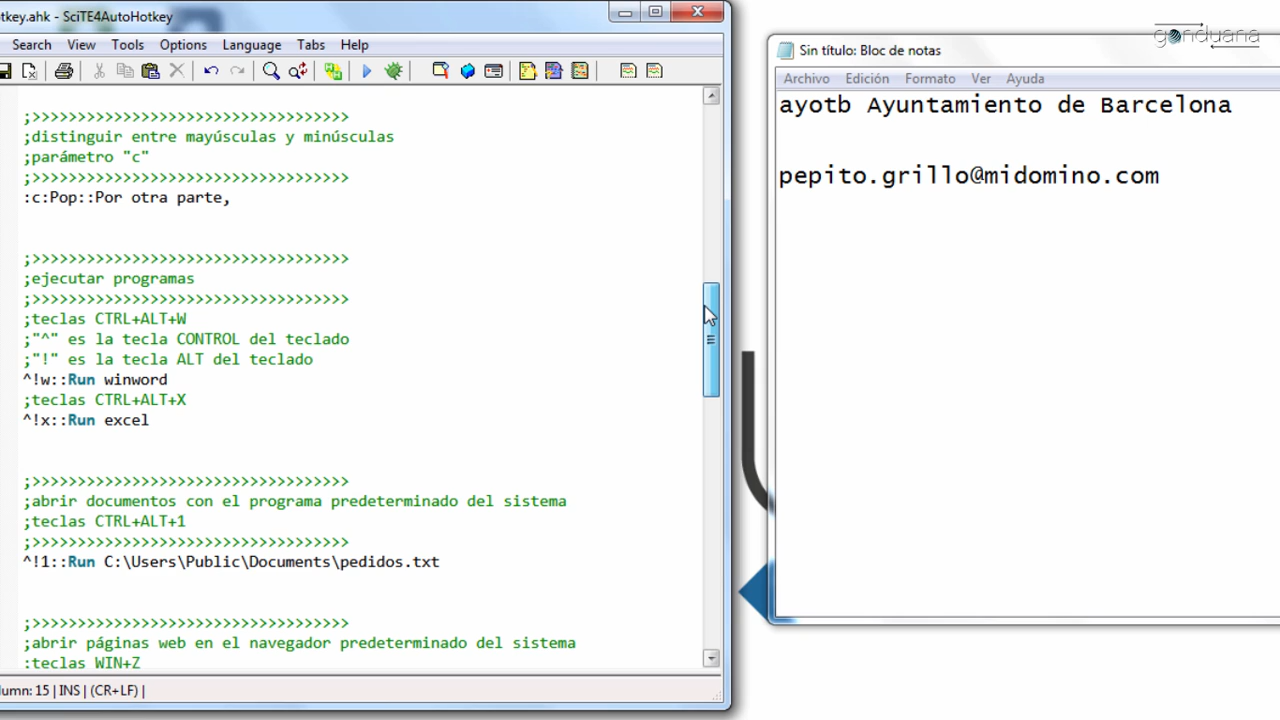 otkey.ahk - SciTE4AutoHotkey
Search View Tools Options Language Tabs Help
;>>>>>>>>>>>>>>>>>>>>>>>>>>>>>>>>>>>
;distinguir entre mayúsculas y minúsculas
;parámetro "c"
;>>>>>>>>>>>>>>>>>>>>>>>>>>>>>>>>>>>
:c:Pop::Por otra parte,
;>>>>>>>>>>>>>>>>>>>>>>>>>>>>>>>>>>>
;ejecutar programas
;>>>>>>>>>>>>>>>>>>>>>>>>>>>>>>>>>>>
;teclas CTRL+ALT+W
;"^" es la tecla CONTROL del teclado
;"!" es la tecla ALT del teclado
^!w::Run winword
;teclas CTRL+ALT+X
^!x::Run excel
;>>>>>>>>>>>>>>>>>>>>>>>>>>>>>>>>>>>
;abrir documentos con el programa predeterminado del sistema
;teclas CTRL+ALT+1
;>>>>>>>>>>>>>>>>>>>>>>>>>>>>>>>>>>>
^!1::Run C:\Users\Public\Documents\pedidos.txt
;>>>>>>>>>>>>>>>>>>>>>>>>>>>>>>>>>>>
;abrir páginas web en el navegador predeterminado del sistema
;teclas WIN+Z
lumn: 15 | INS | (CR+LF) |
gonduana
Sin título: Bloc de notas
Archivo Edición Formato Ver Ayuda
ayotb Ayuntamiento de Barcelona
pepito.grillo@midomino.com